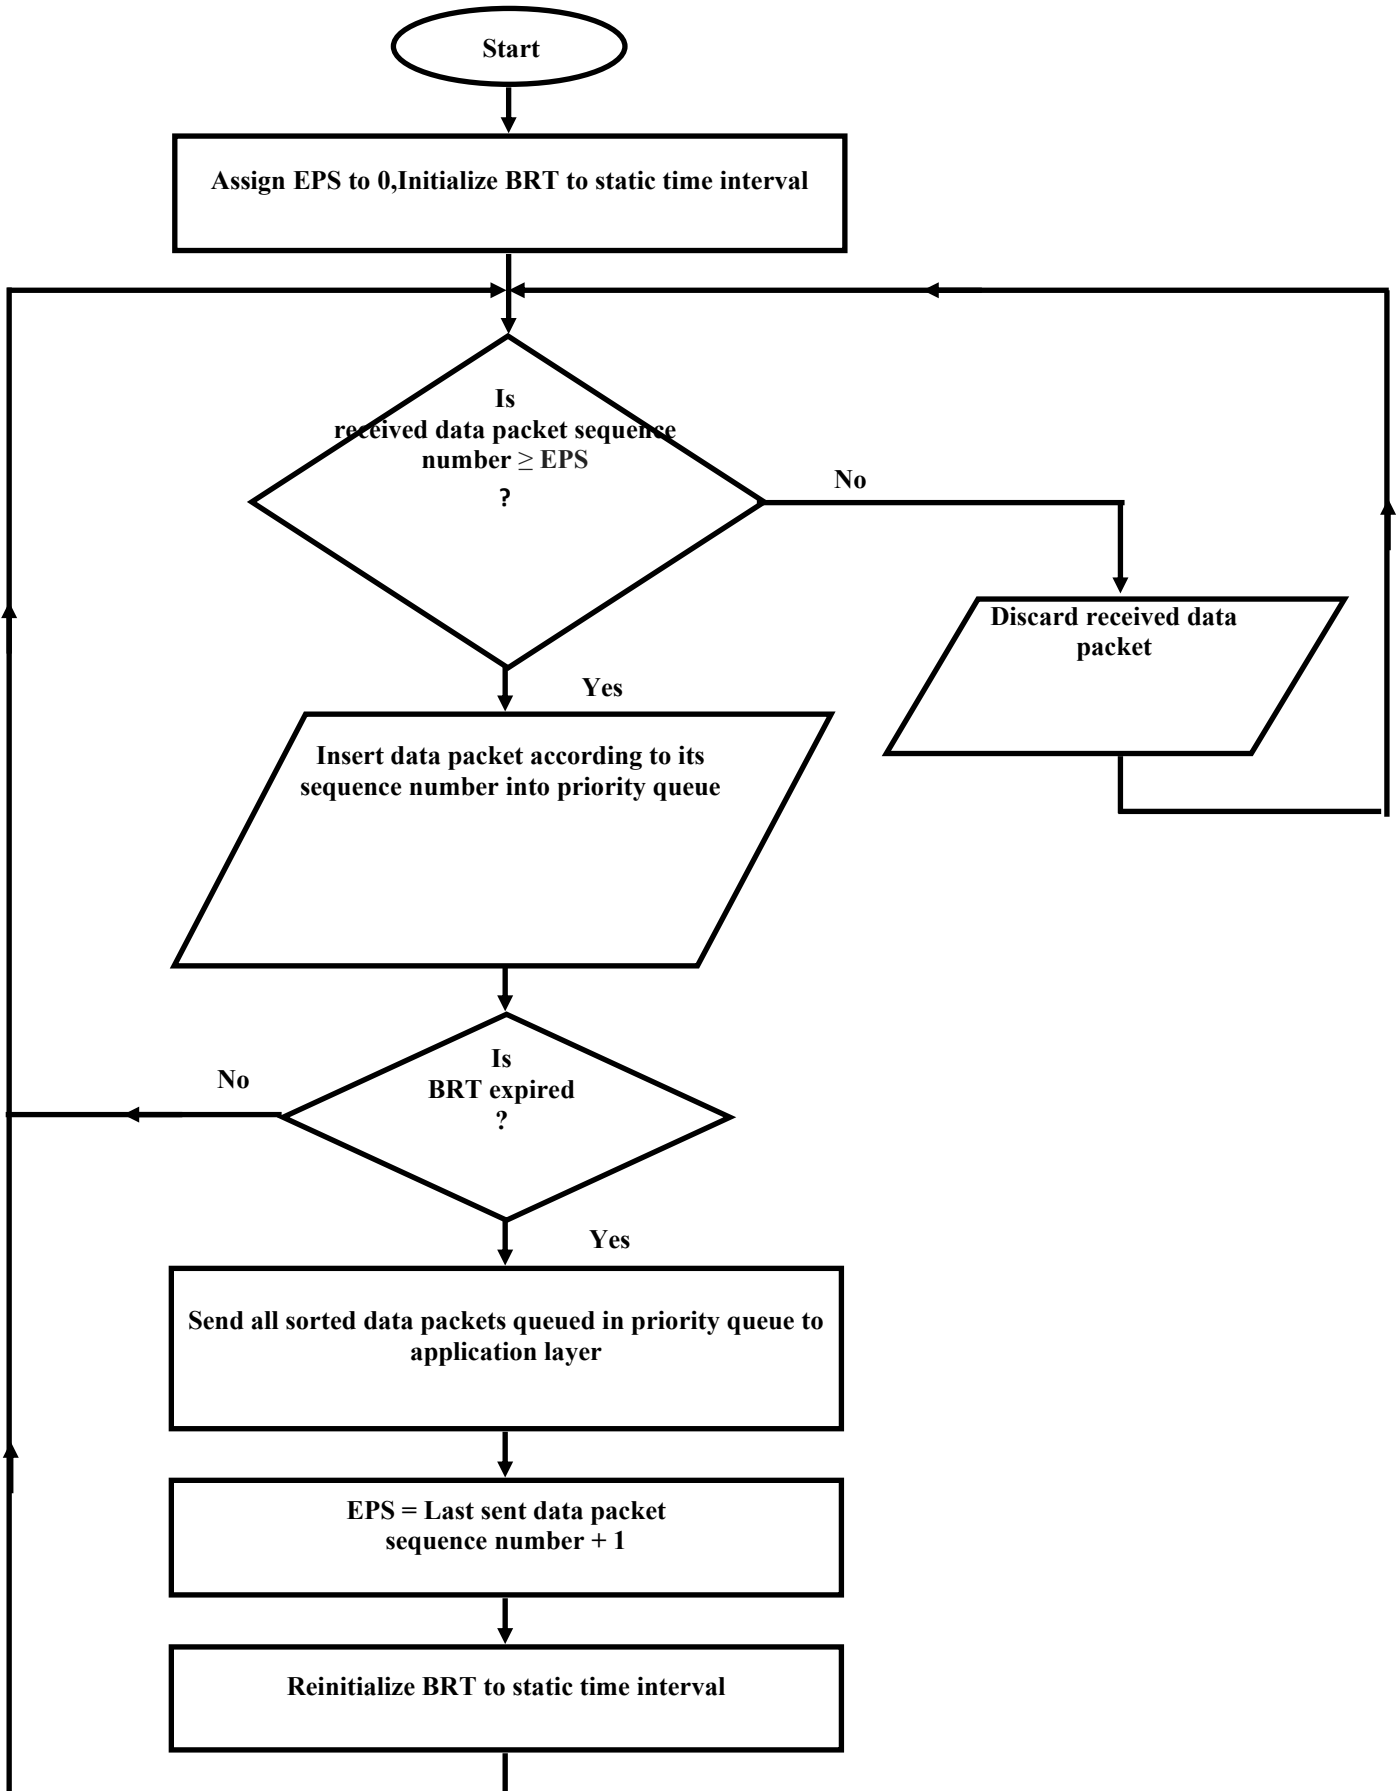 Start
Assign EPS to 0,Initialize BRT to static time interval
Is
received data packet sequence
number ≥ EPS
?
No
Discard received data
packet
Yes
Insert data packet according to its
sequence number into priority queue
Is
BRT expired
?
No
Yes
Send all sorted data packets queued in priority queue to
application layer
EPS = Last sent data packet
sequence number + 1
Reinitialize BRT to static time interval